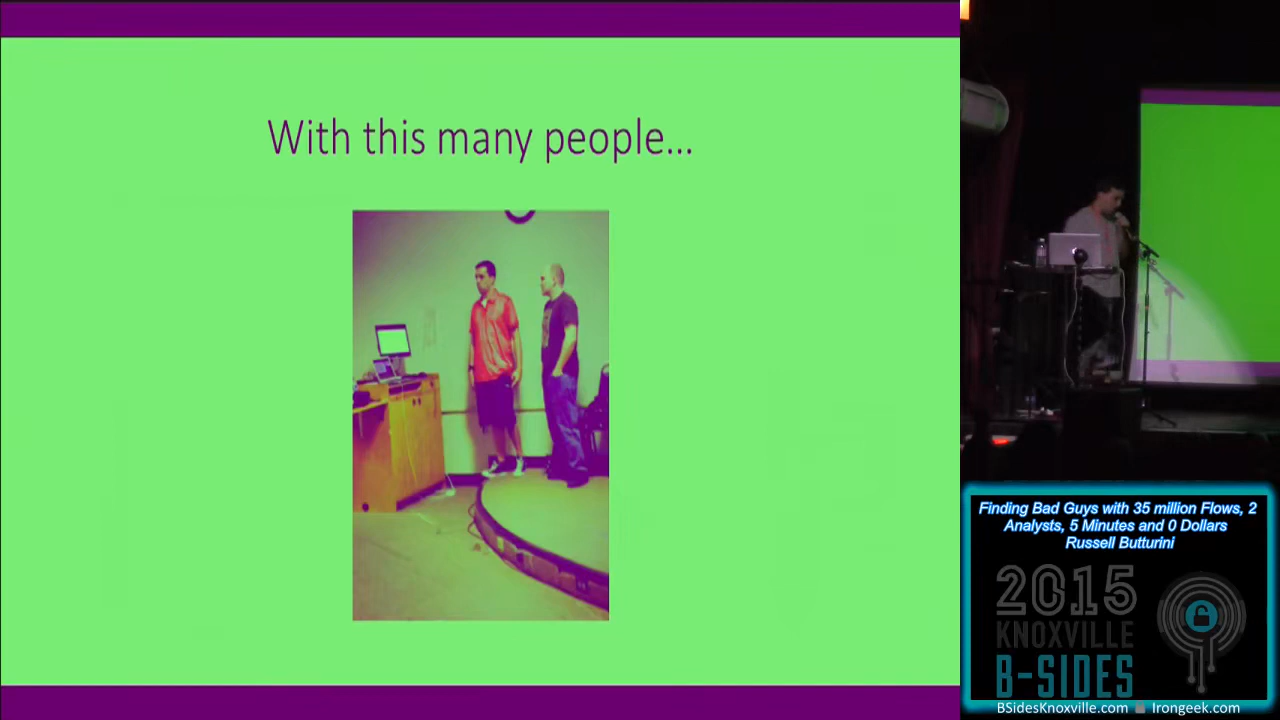 With this many people...
Finding Bad Guys with 35 million Flows, 2
Analysts, 5 Minutes and 0 Dollars
Russell Butturini
2015
KNOXVILLE
B-SIDES
BSidesKnoxville.com
Irongeek.com